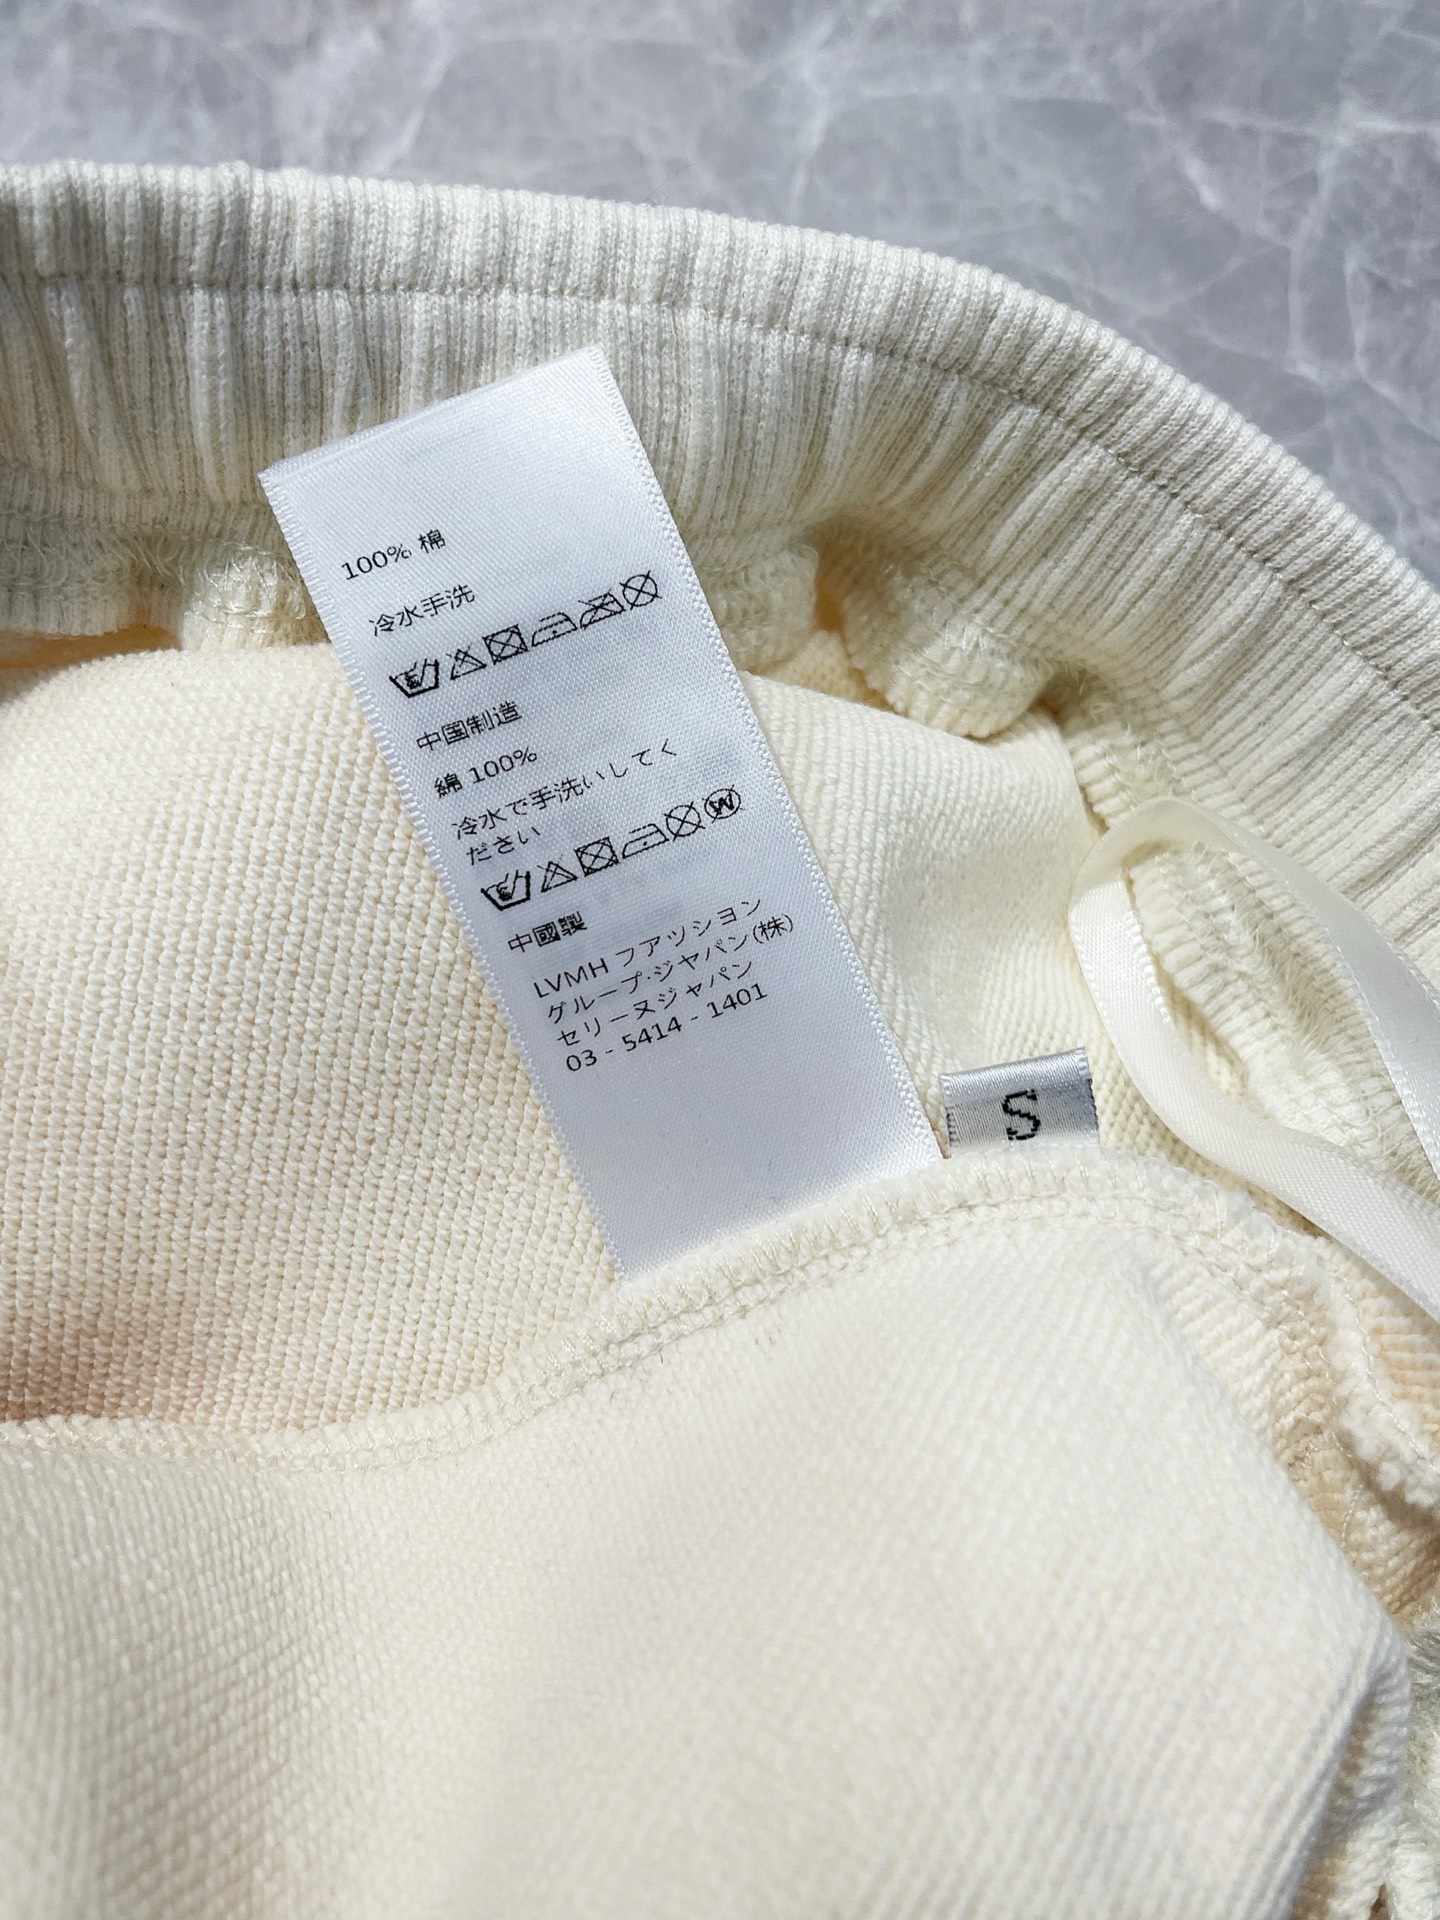 100% 棉
冷水手洗
中国制造
綿 100%
冷水で手洗いしてく
ださい
中國製
LVMH ファッション
グループ·ジャパン(株)
セリーヌジャパン
03 - 5414 - 1401
S